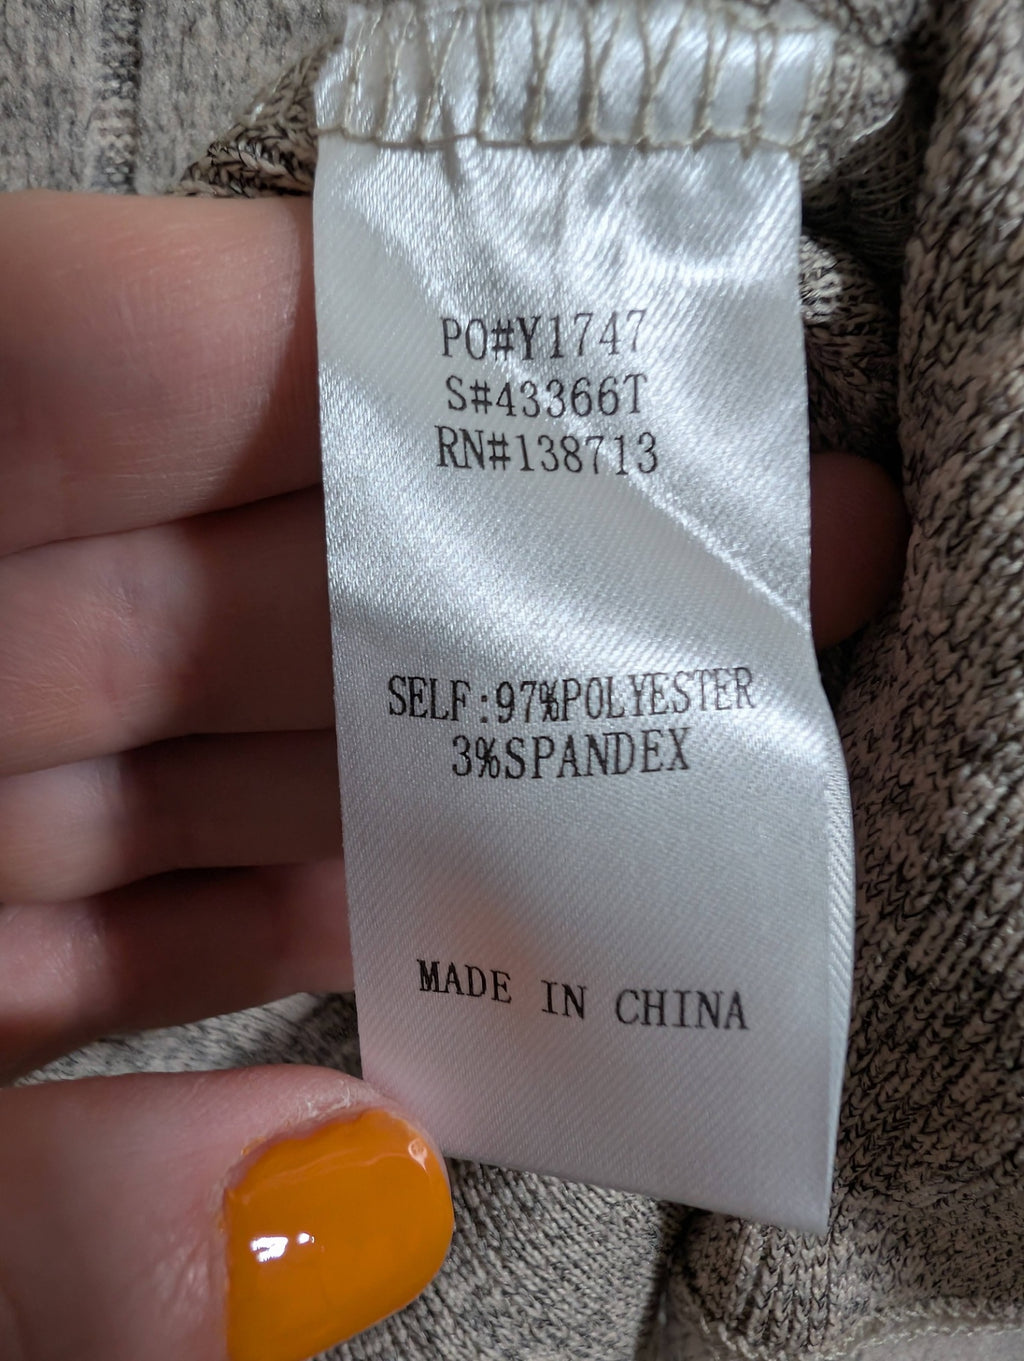 PO#Y1747
S#43366T
RN#138713
SELF:97%POLYESTER
3%SPANDEX
MADE IN CHINA